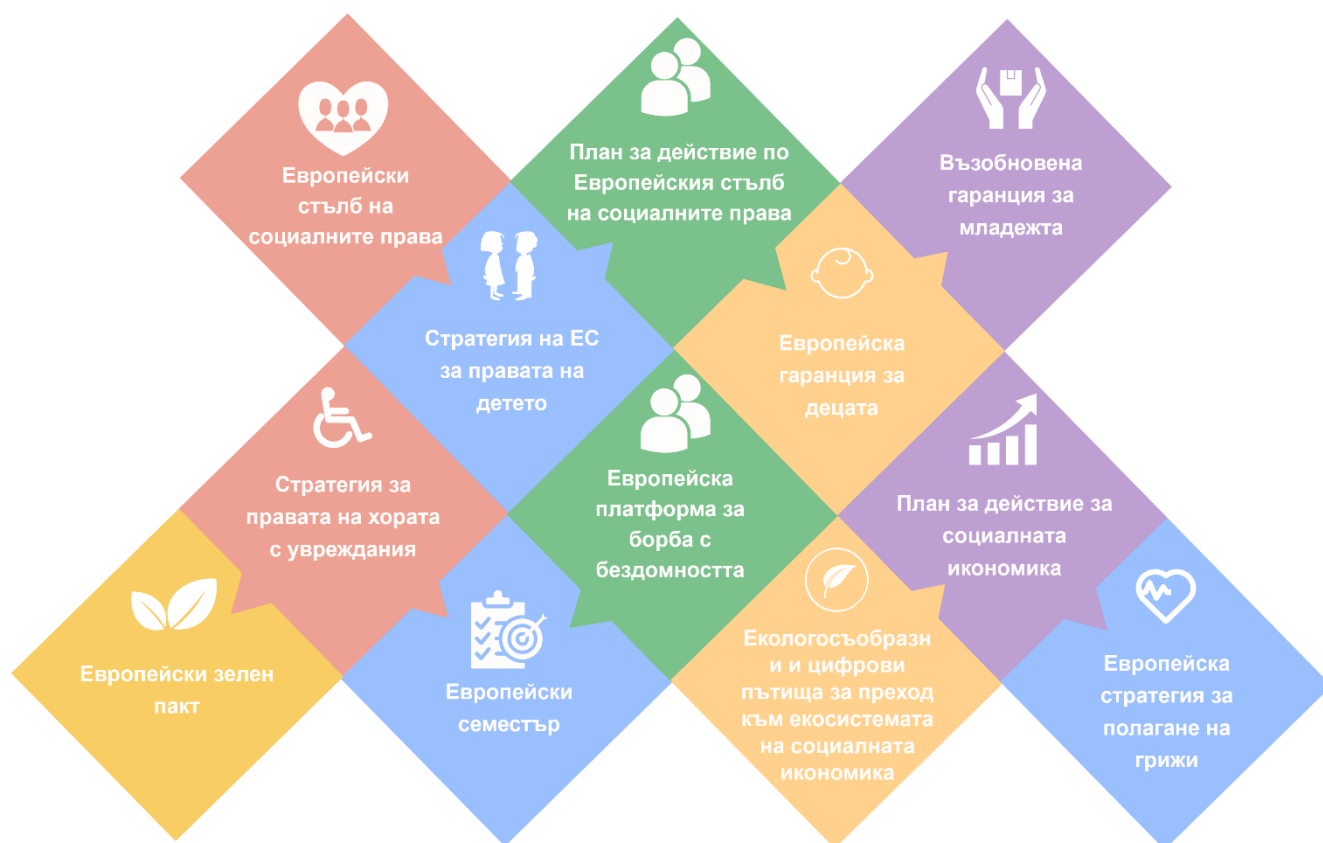 Европейски
стълб на
социалните права
План за действие по
Европейския стълб
на социалните права
Възобновена
гаранция за
младежта
Стратегия на ЕС
за правата на
детето
Европейска
гаранция за
децата
Стратегия за
правата на хората
с увреждания
Европейска
платформа за
борба с
бездомността
План за действие за
социалната
икономика
Европейски зелен
пакт
Европейски
семестър
Екологосъобразн
и и цифрови
пътища за преход
към екосистемата
на социалната
икономика
Европейска
стратегия за
полагане на
грижи